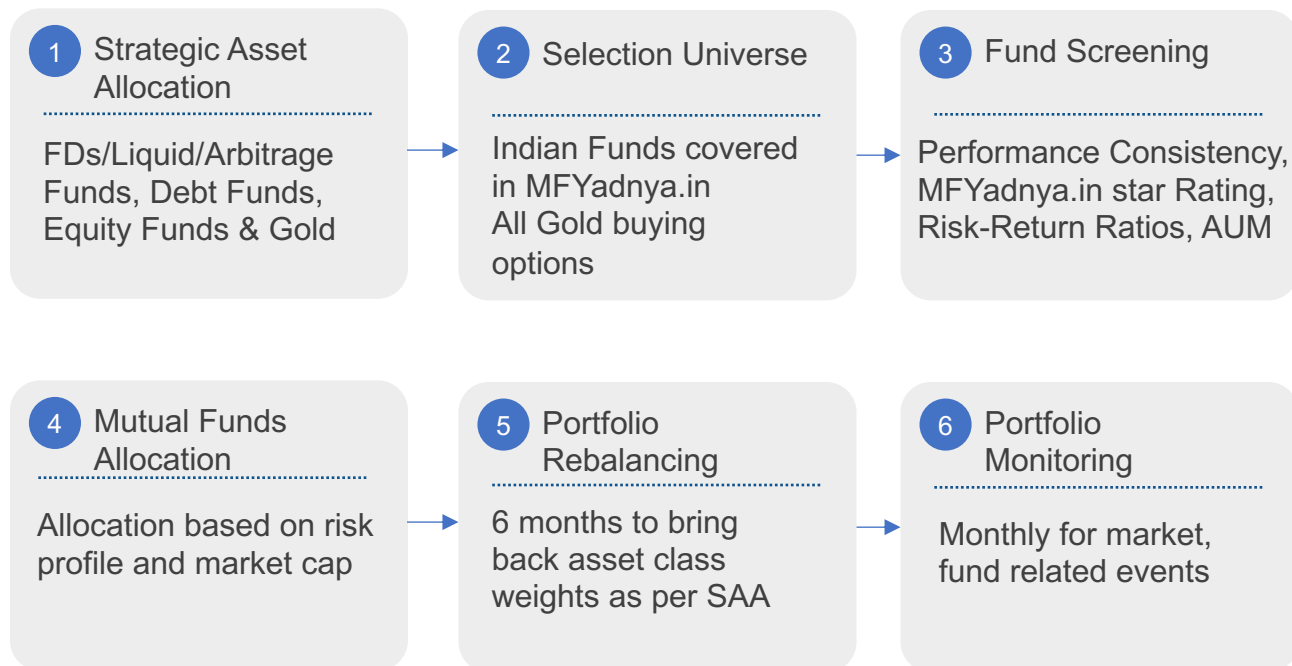 1 Strategic Asset
Allocation
FDs/Liquid/Arbitrage
Funds, Debt Funds,
Equity Funds & Gold
2 Selection Universe
Indian Funds covered
in MFYadnya.in
All Gold buying
options
3 Fund Screening
Performance Consistency,
MFYadnya.in star Rating,
Risk-Return Ratios, AUM
4 Mutual Funds
Allocation
Allocation based on risk
profile and market cap
5 Portfolio
Rebalancing
6 months to bring
back asset class
weights as per SAA
6 Portfolio
Monitoring
Monthly for market,
fund related events